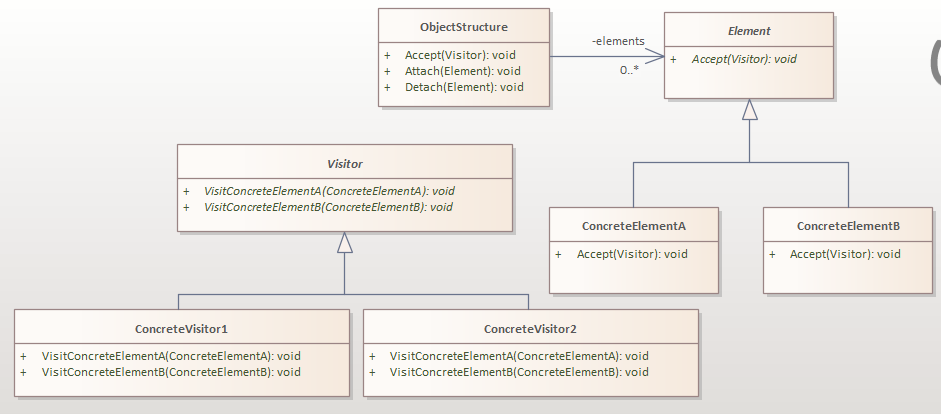 ObjectStructure
+ Accept(Visitor): void
+ Attach(Element): void
+ Detach(Element): void
-elements
0..*
Element
+ Accept(Visitor): void
Visitor
+ VisitConcreteElementA(ConcreteElementA): void
+ VisitConcreteElementB(ConcreteElementB): void
ConcreteElementA
+ Accept(Visitor): void
ConcreteElementB
+ Accept(Visitor): void
ConcreteVisitor1
+ VisitConcreteElementA(ConcreteElementA): void
+ VisitConcreteElementB(ConcreteElementB): void
ConcreteVisitor2
+ VisitConcreteElementA(ConcreteElementA): void
+ VisitConcreteElementB(ConcreteElementB): void